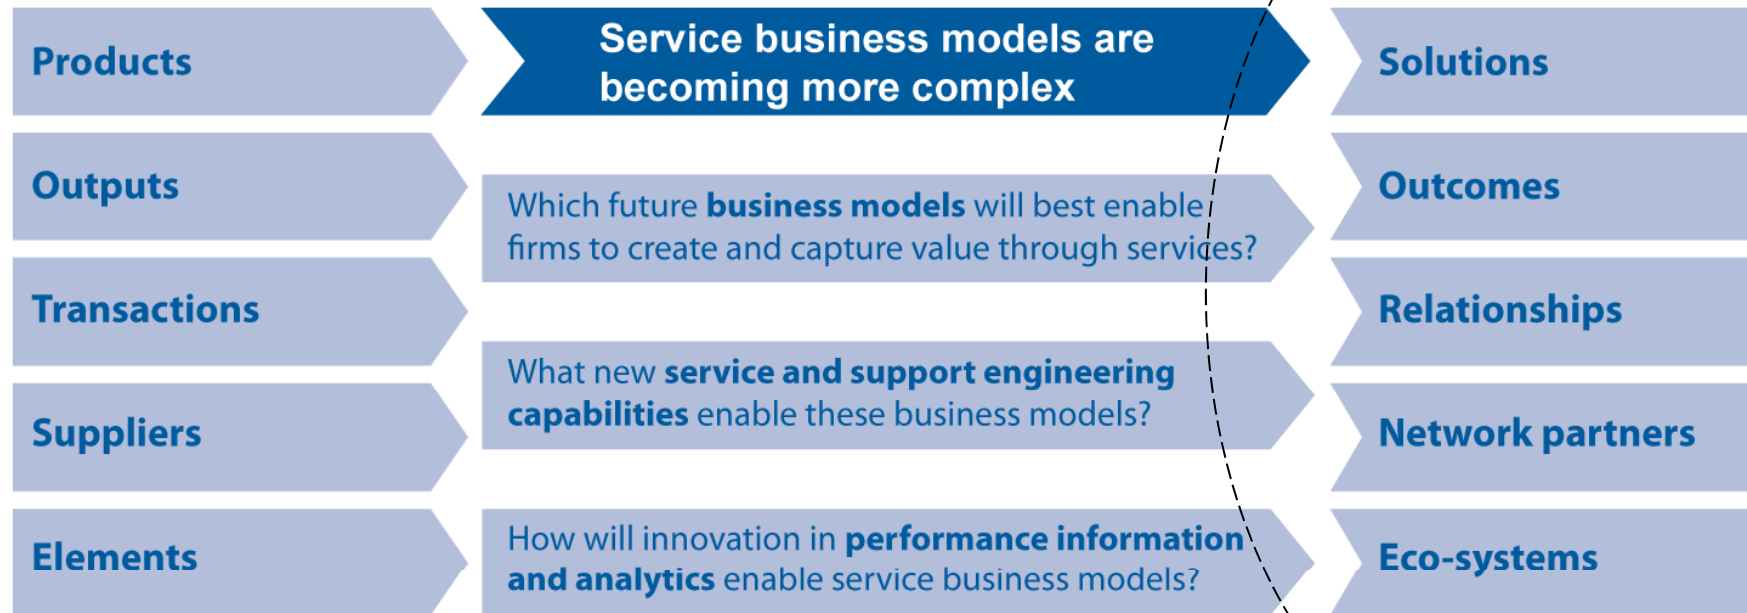 Products
Outputs
Transactions
Suppliers
Elements
Service business models are
becoming more complex
Which future business models will best enable
firms to create and capture value through services?
What new service and support engineering
capabilities enable these business models?
How will innovation in performance information
and analytics enable service business models?
Solutions
Outcomes
Relationships
Network partners
Eco-systems